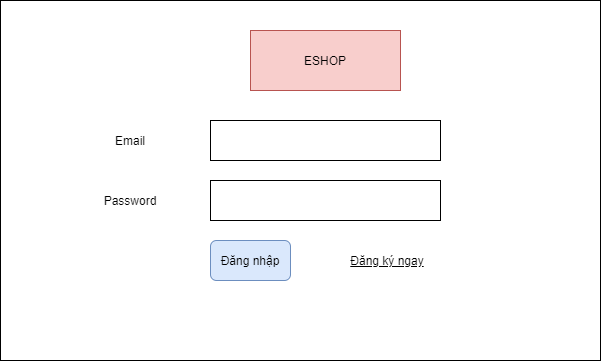 ESHOP
Email
Password
Đăng nhập
Đăng ký ngay